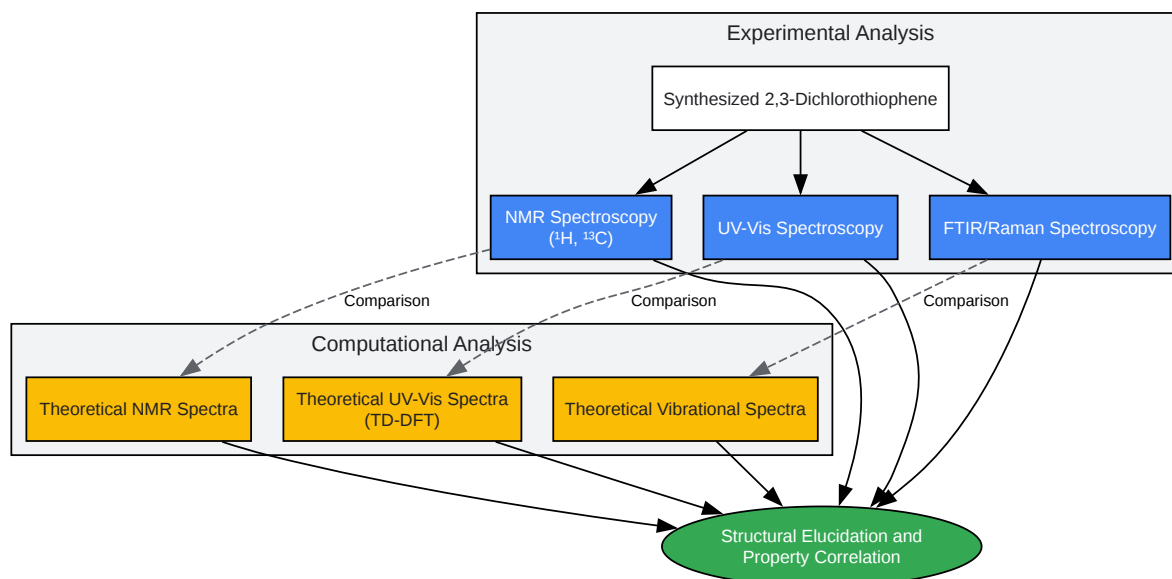 Experimental Analysis
Synthesized 2,3-Dichlorothiophene
NMR Spectroscopy
(¹H, ¹³C)
UV-Vis Spectroscopy
FTIR/Raman Spectroscopy
Comparison
Comparison
Comparison
Computational Analysis
Theoretical NMR Spectra
Theoretical UV-Vis Spectra
(TD-DFT)
Theoretical Vibrational Spectra
Structural Elucidation and
Property Correlation